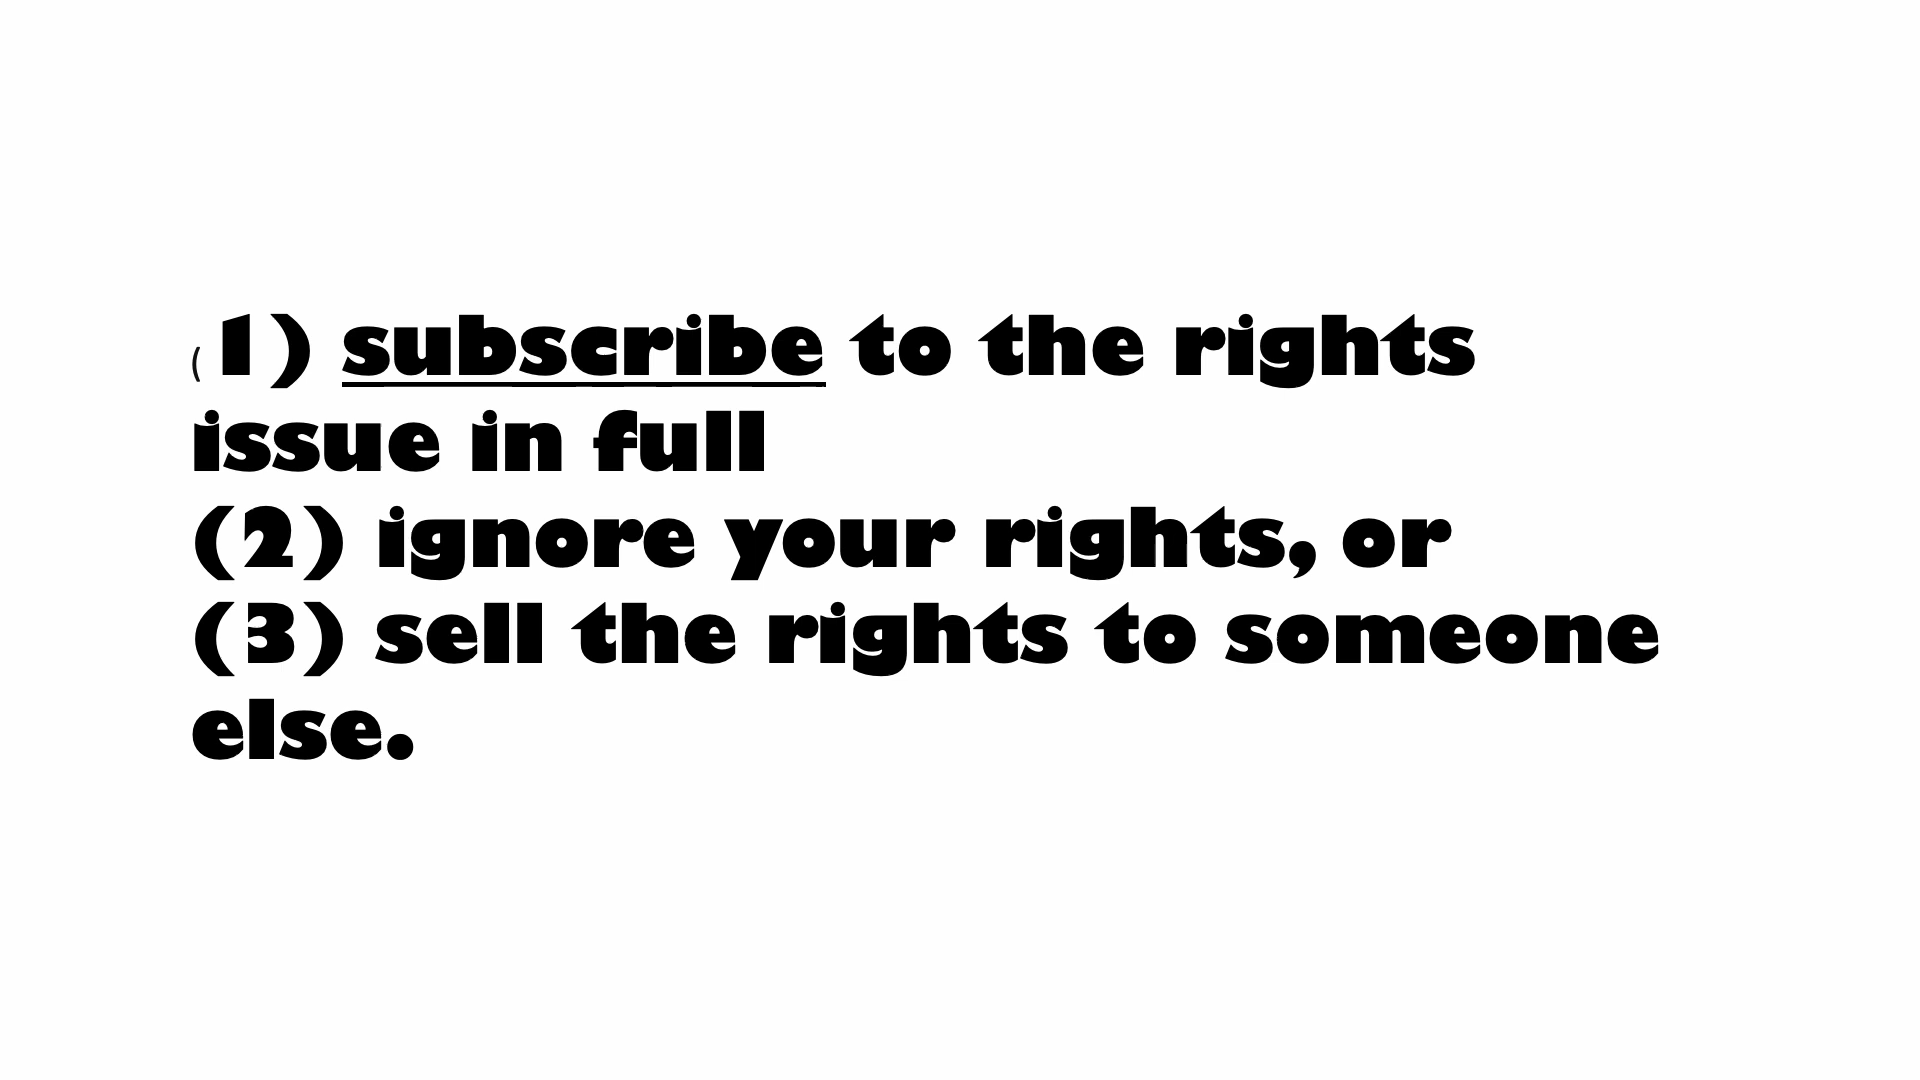 (1) subscribe to the rights
issue in full
(2) ignore your rights, or
(3) sell the rights to someone
else.